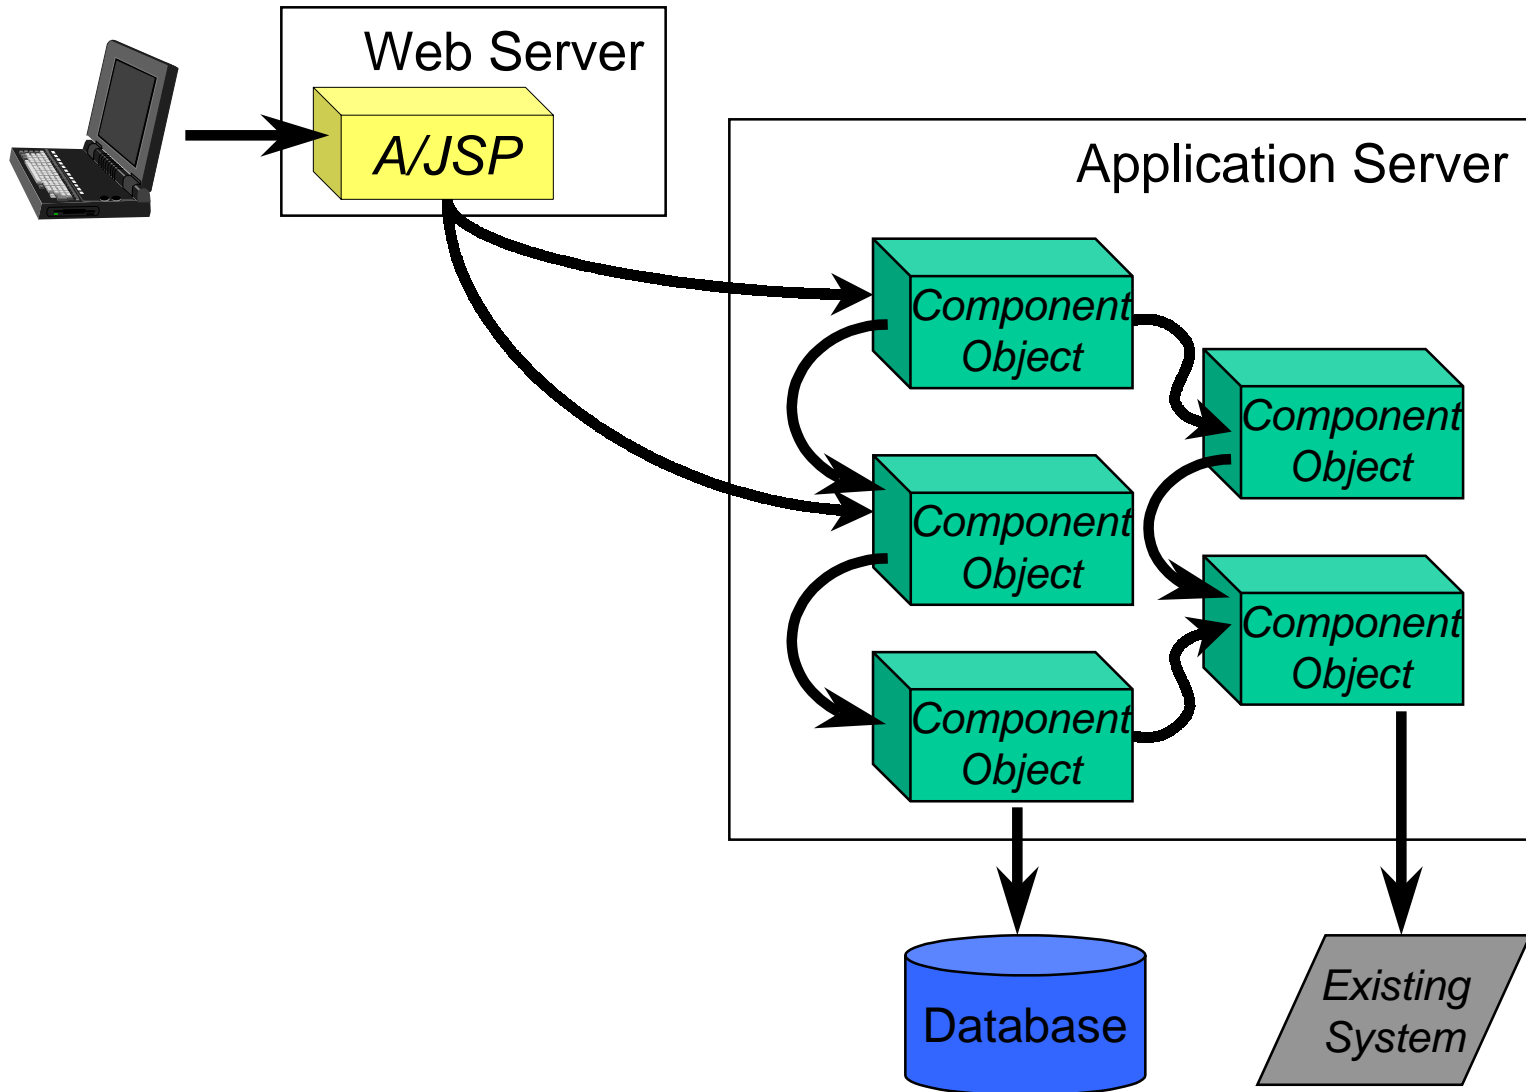 Web Server
A/JSP
Application Server
Component
Object
Component
Object
Component
Object
Component
Object
Component
Object
Database
Existing
System